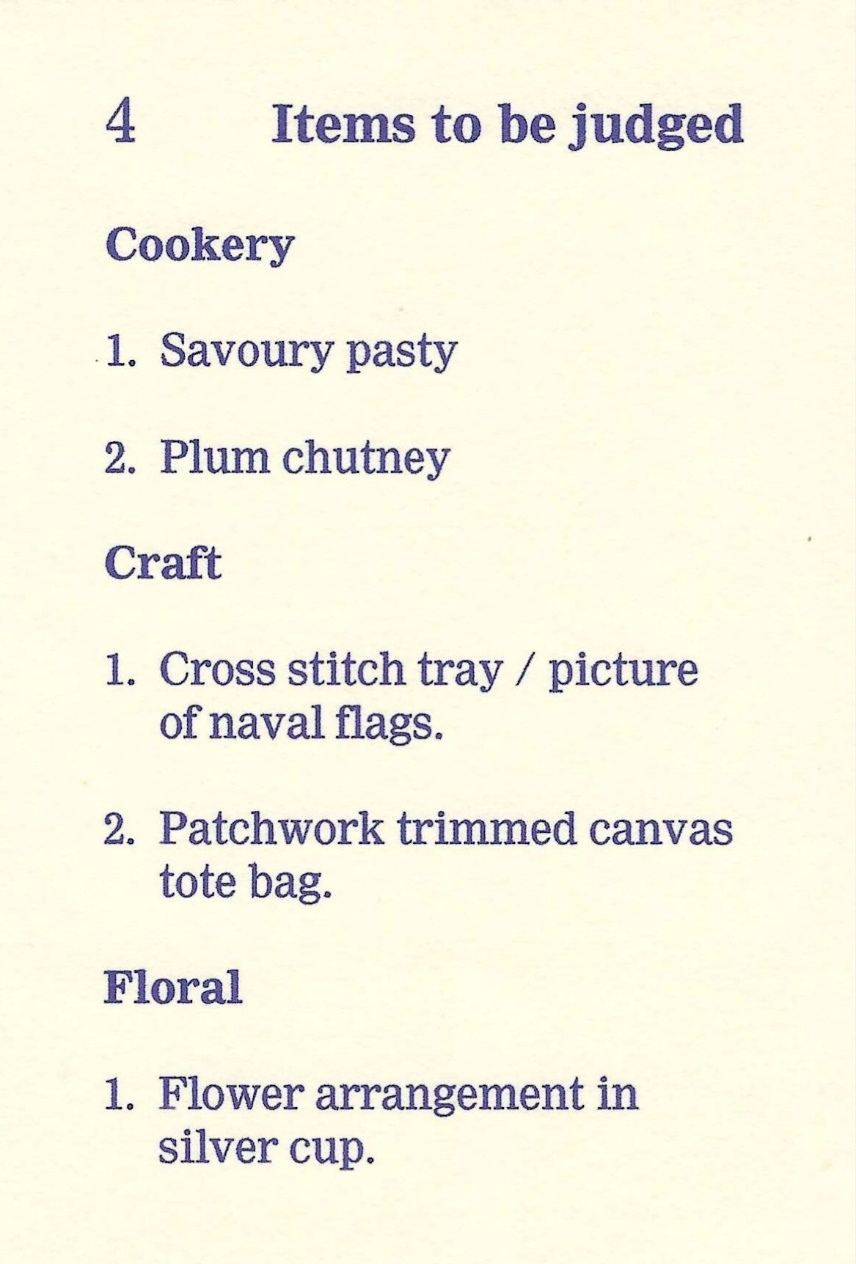 4 Items to be judged
Cookery
1. Savoury pasty
2. Plum chutney
Craft
1. Cross stitch tray / picture
of naval flags.
2. Patchwork trimmed canvas
tote bag.
Floral
1. Flower arrangement in
silver cup.